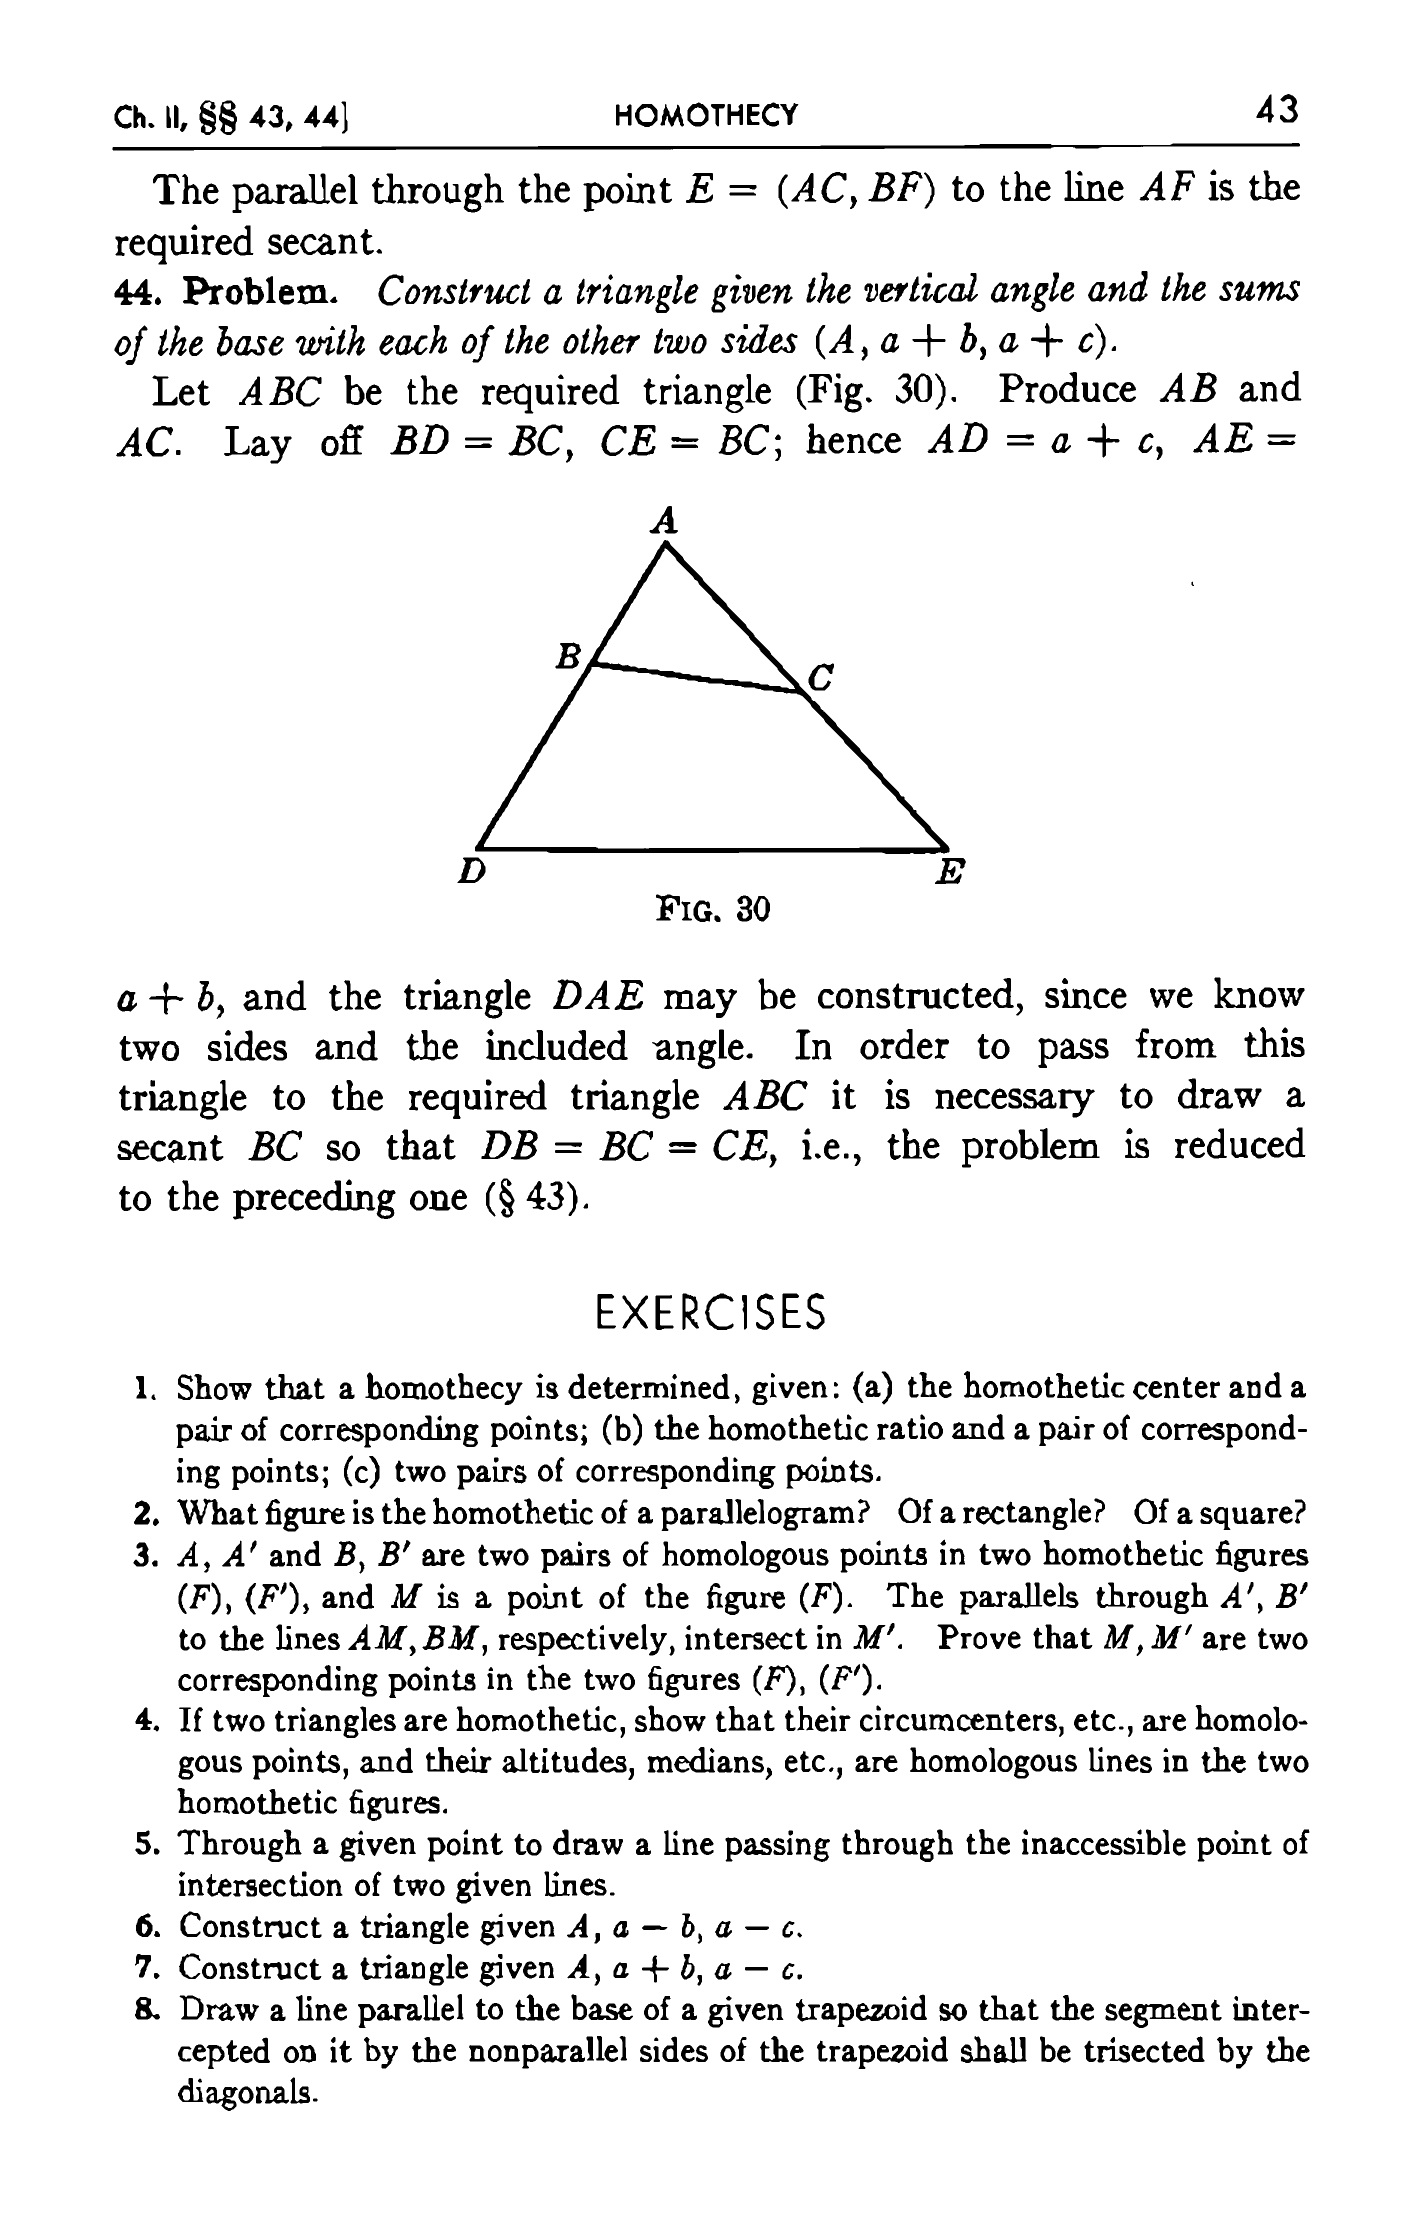 Ch. II, §§ 43, 44] HOMOTHECY 43
The parallel through the point E = (AC, BF) to the line AF is the
required secant.
44. Problem. Construct a triangle given the vertical angle and the sums
of the base with each of the other two sides (A, a + b, a + c).
Let ABC be the required triangle (Fig. 30). Produce AB and
AC. Lay off BD = BC, CE = BC; hence AD = a + c, AE =
A
B
C
D
E
FIG. 30
a + b, and the triangle DAE may be constructed, since we know
two sides and the included angle. In order to pass from this
triangle to the required triangle ABC it is necessary to draw a
secant BC so that DB = BC = CE, i.e., the problem is reduced
to the preceding one (§ 43).
EXERCISES
1. Show that a homothecy is determined, given: (a) the homothetic center and a
pair of corresponding points; (b) the homothetic ratio and a pair of correspond-
ing points; (c) two pairs of corresponding points.
2. What figure is the homothetic of a parallelogram? Of a rectangle? Of a square?
3. A, A' and B, B' are two pairs of homologous points in two homothetic figures
(F), (F'), and M is a point of the figure (F). The parallels through A', B'
to the lines AM, BM, respectively, intersect in M'. Prove that M, M' are two
corresponding points in the two figures (F), (F').
4. If two triangles are homothetic, show that their circumcenters, etc., are homolo-
gous points, and their altitudes, medians, etc., are homologous lines in the two
homothetic figures.
5. Through a given point to draw a line passing through the inaccessible point of
intersection of two given lines.
6. Construct a triangle given A, a − b, a − c.
7. Construct a triangle given A, a + b, a − c.
8. Draw a line parallel to the base of a given trapezoid so that the segment inter-
cepted on it by the nonparallel sides of the trapezoid shall be trisected by the
diagonals.